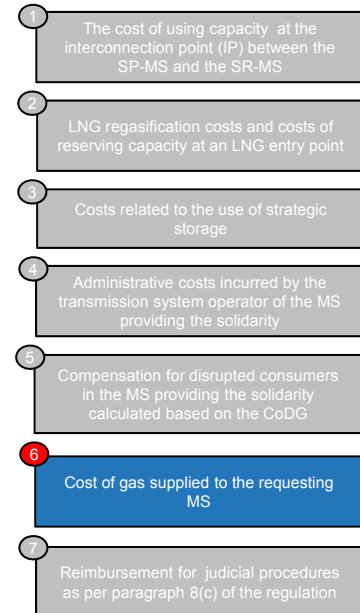 1
The cost of using capacity at the
interconnection point (IP) between the
SP-MS and the SR-MS
2
LNG regasification costs and costs of
reserving capacity at an LNG entry point
3
Costs related to the use of strategic
storage
4
Administrative costs incurred by the
transmission system operator of the MS
providing the solidarity
5
Compensation for disrupted consumers
in the MS providing the solidarity
calculated based on the CoDG
6
Cost of gas supplied to the requesting
MS
7
Reimbursement for judicial procedures
as per paragraph 8(c) of the regulation